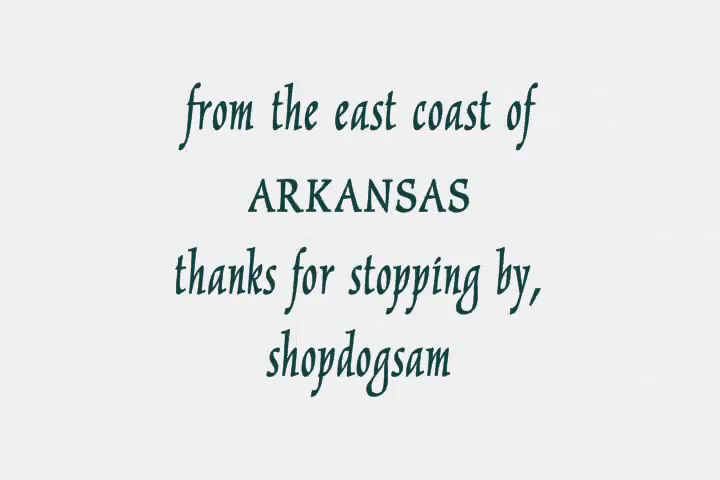 from the east coast of
ARKANSAS
thanks for stopping by,
shopdogsam